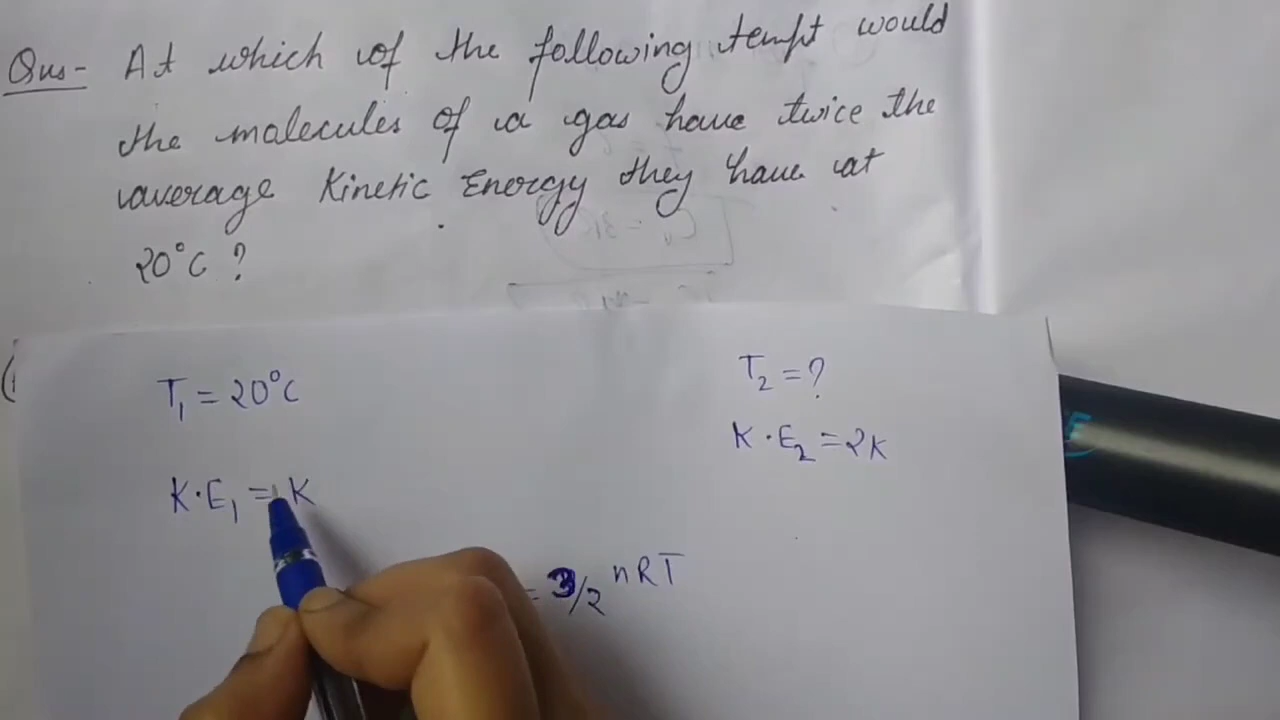 Qus- At which of the following tempt would
the malecules of a gas have twice the
average Kinetic Energy they have at
20°C ?
T₁ = 20°C
T₂ = ?
K·E₂ = 2K
K·E₁ = K
= 3/2 nRT